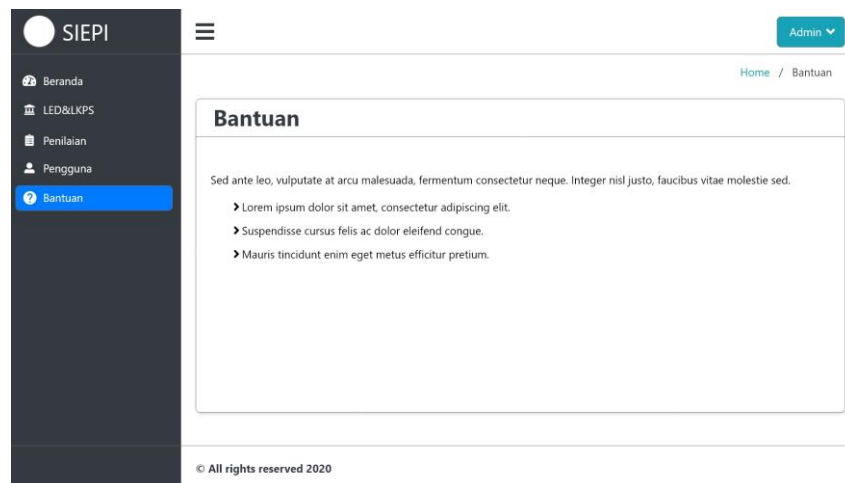 SIEPI
Admin
Home / Bantuan
Beranda
LED&LKPS
Penilaian
Pengguna
Bantuan
Bantuan
Sed ante leo, vulputate at arcu malesuada, fermentum consectetur neque. Integer nisl justo, faucibus vitae molestie sed.
Lorem ipsum dolor sit amet, consectetur adipiscing elit.
Suspendisse cursus felis ac dolor eleifend congue.
Mauris tincidunt enim eget metus efficitur pretium.
© All rights reserved 2020